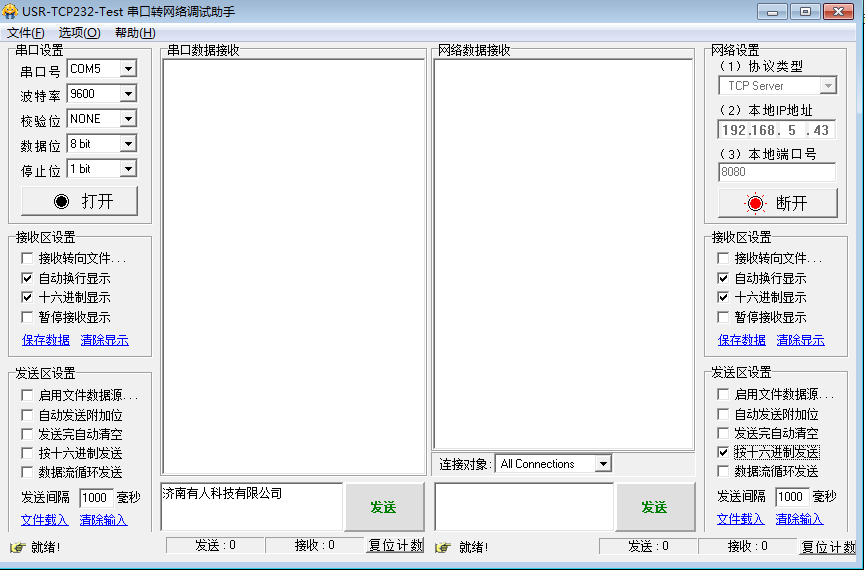 USR-TCP232-Test 串口转网络调试助手
文件(F) 选项(O) 帮助(H)
串口设置
串口号 COM5
波特率 9600
校验位 NONE
数据位 8 bit
停止位 1 bit
打开
接收区设置
接收转向文件...
自动换行显示
十六进制显示
暂停接收显示
保存数据 清除显示
发送区设置
启用文件数据源...
自动发送附加位
发送完自动清空
按十六进制发送
数据流循环发送
发送间隔 1000 毫秒
文件载入 清除输入
串口数据接收
济南有人科技有限公司
发送
就绪!
发送 : 0
接收 : 0
复位计数
网络数据接收
连接对象: All Connections
发送
就绪!
发送 : 0
接收 : 0
复位计数
网络设置
（1）协议类型
TCP Server
（2）本地IP地址
192.168. 5 .43
（3）本地端口号
8080
断开
接收区设置
接收转向文件...
自动换行显示
十六进制显示
暂停接收显示
保存数据 清除显示
发送区设置
启用文件数据源...
自动发送附加位
发送完自动清空
按十六进制发送
数据流循环发送
发送间隔 1000 毫秒
文件载入 清除输入